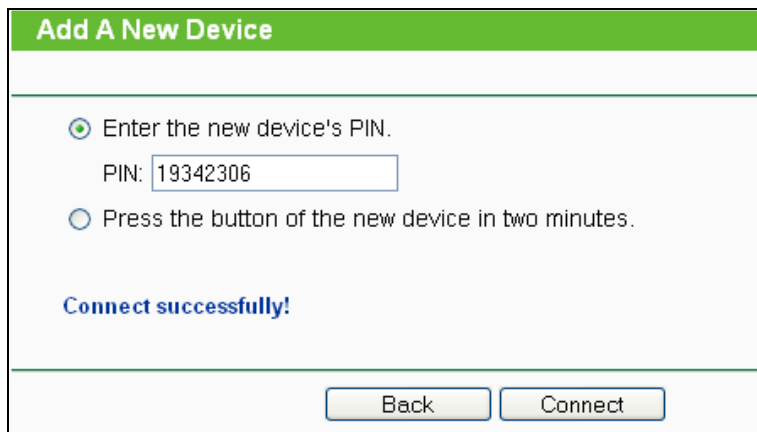 Add A New Device
Enter the new device's PIN.
PIN: 19342306
Press the button of the new device in two minutes.
Connect successfully!
Back Connect